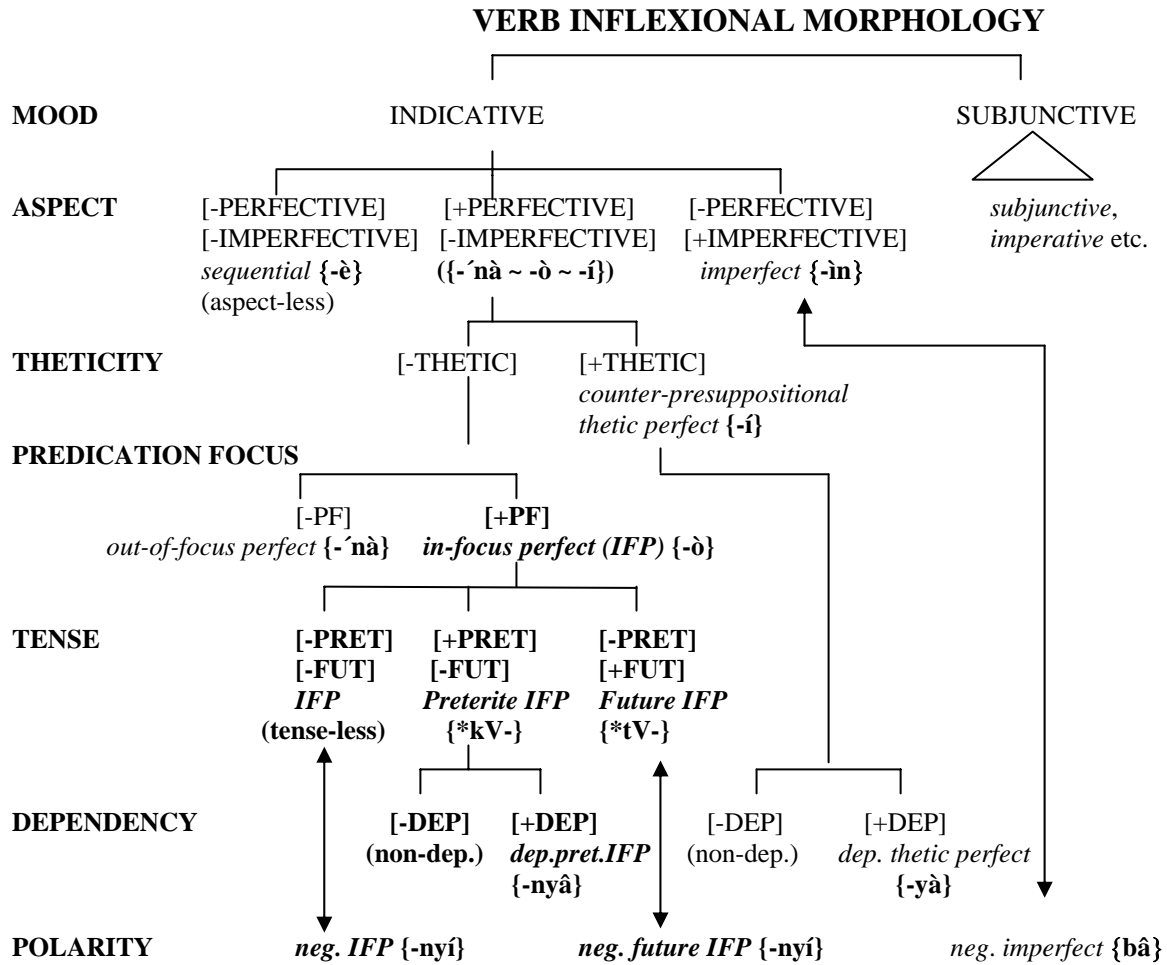 VERB INFLEXIONAL MORPHOLOGY
MOOD INDICATIVE SUBJUNCTIVE
ASPECT [-PERFECTIVE] [+PERFECTIVE] [-PERFECTIVE] subjunctive,
[-IMPERFECTIVE] [-IMPERFECTIVE] [+IMPERFECTIVE] imperative etc.
sequential {-è} ({-´nà ~ -ò ~ -í}) imperfect {-ìn}
(aspect-less)
THETICITY [-THETIC] [+THETIC]
counter-presuppositional
thetic perfect {-í}
PREDICATION FOCUS
[-PF] [+PF]
out-of-focus perfect {-´nà} in-focus perfect (IFP) {-ò}
TENSE [-PRET] [+PRET] [-PRET]
[-FUT] [-FUT] [+FUT]
IFP Preterite IFP Future IFP
(tense-less) {*kV-} {*tV-}
DEPENDENCY [-DEP] [+DEP] [-DEP] [+DEP]
(non-dep.) dep.pret.IFP (non-dep.) dep. thetic perfect
{-nyâ} {-yà}
POLARITY neg. IFP {-nyí} neg. future IFP {-nyí} neg. imperfect {bâ}